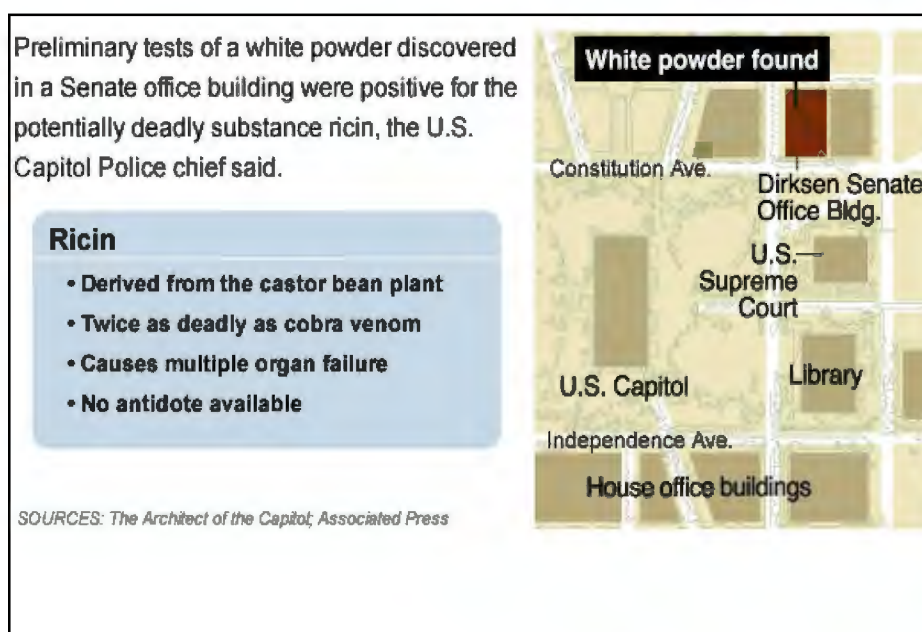 Preliminary tests of a white powder discovered
in a Senate office building were positive for the
potentially deadly substance ricin, the U.S.
Capitol Police chief said.
Ricin
• Derived from the castor bean plant
• Twice as deadly as cobra venom
• Causes multiple organ failure
• No antidote available
SOURCES: The Architect of the Capitol; Associated Press
White powder found
Constitution Ave.
Dirksen Senate
Office Bldg.
U.S.
Supreme
Court
U.S. Capitol
Library
Independence Ave.
House office buildings